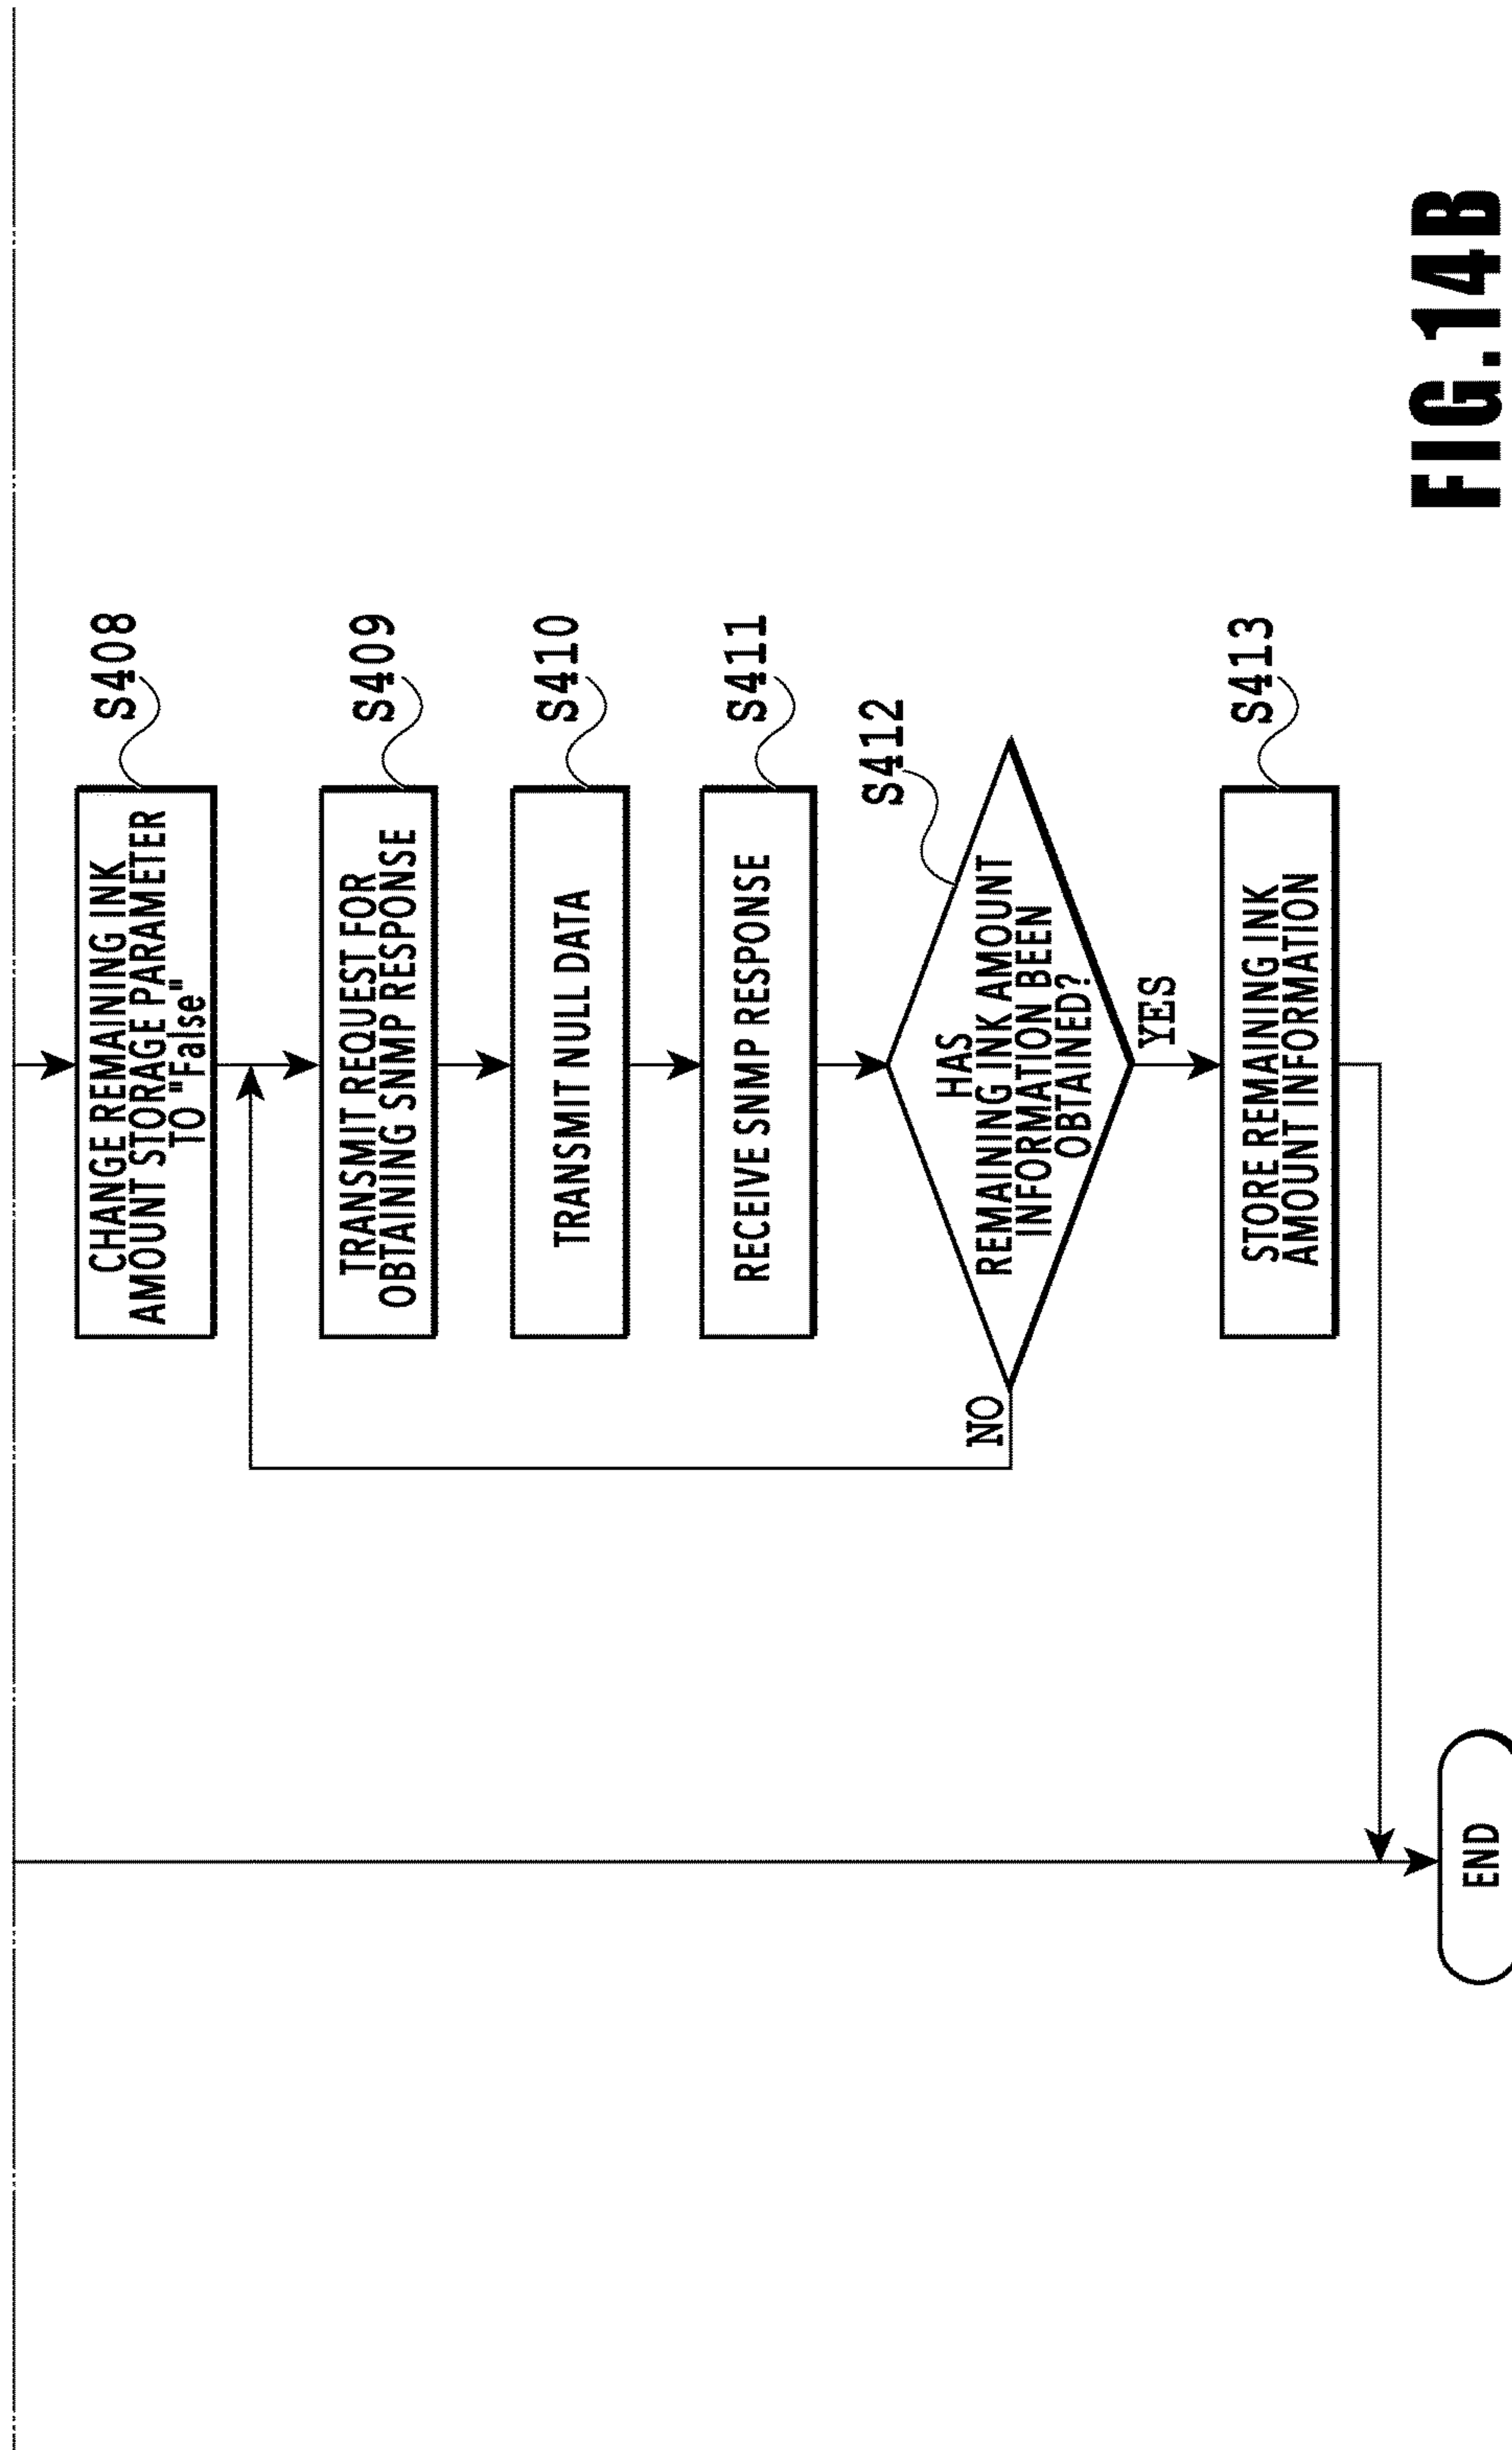 CHANGE REMAINING INK
AMOUNT STORAGE PARAMETER
TO "False"
S408
TRANSMIT REQUEST FOR
OBTAINING SNMP RESPONSE
S409
TRANSMIT NULL DATA
S410
RECEIVE SNMP RESPONSE
S411
HAS
REMAINING INK AMOUNT
INFORMATION BEEN
OBTAINED?
S412
NO
YES
STORE REMAINING INK
AMOUNT INFORMATION
S413
END
FIG.14B